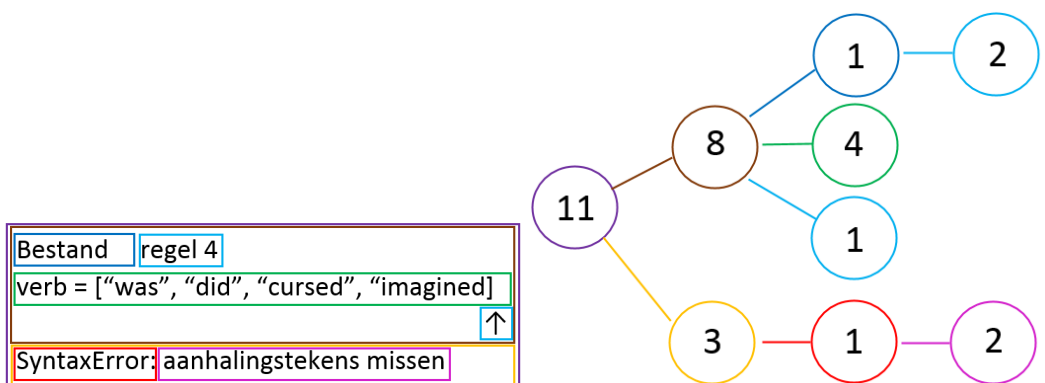 1 2
8 4
11
1
3 1 2
Bestand regel 4
verb = [“was”, “did”, “cursed”, “imagined]
↑
SyntaxError: aanhalingstekens missen